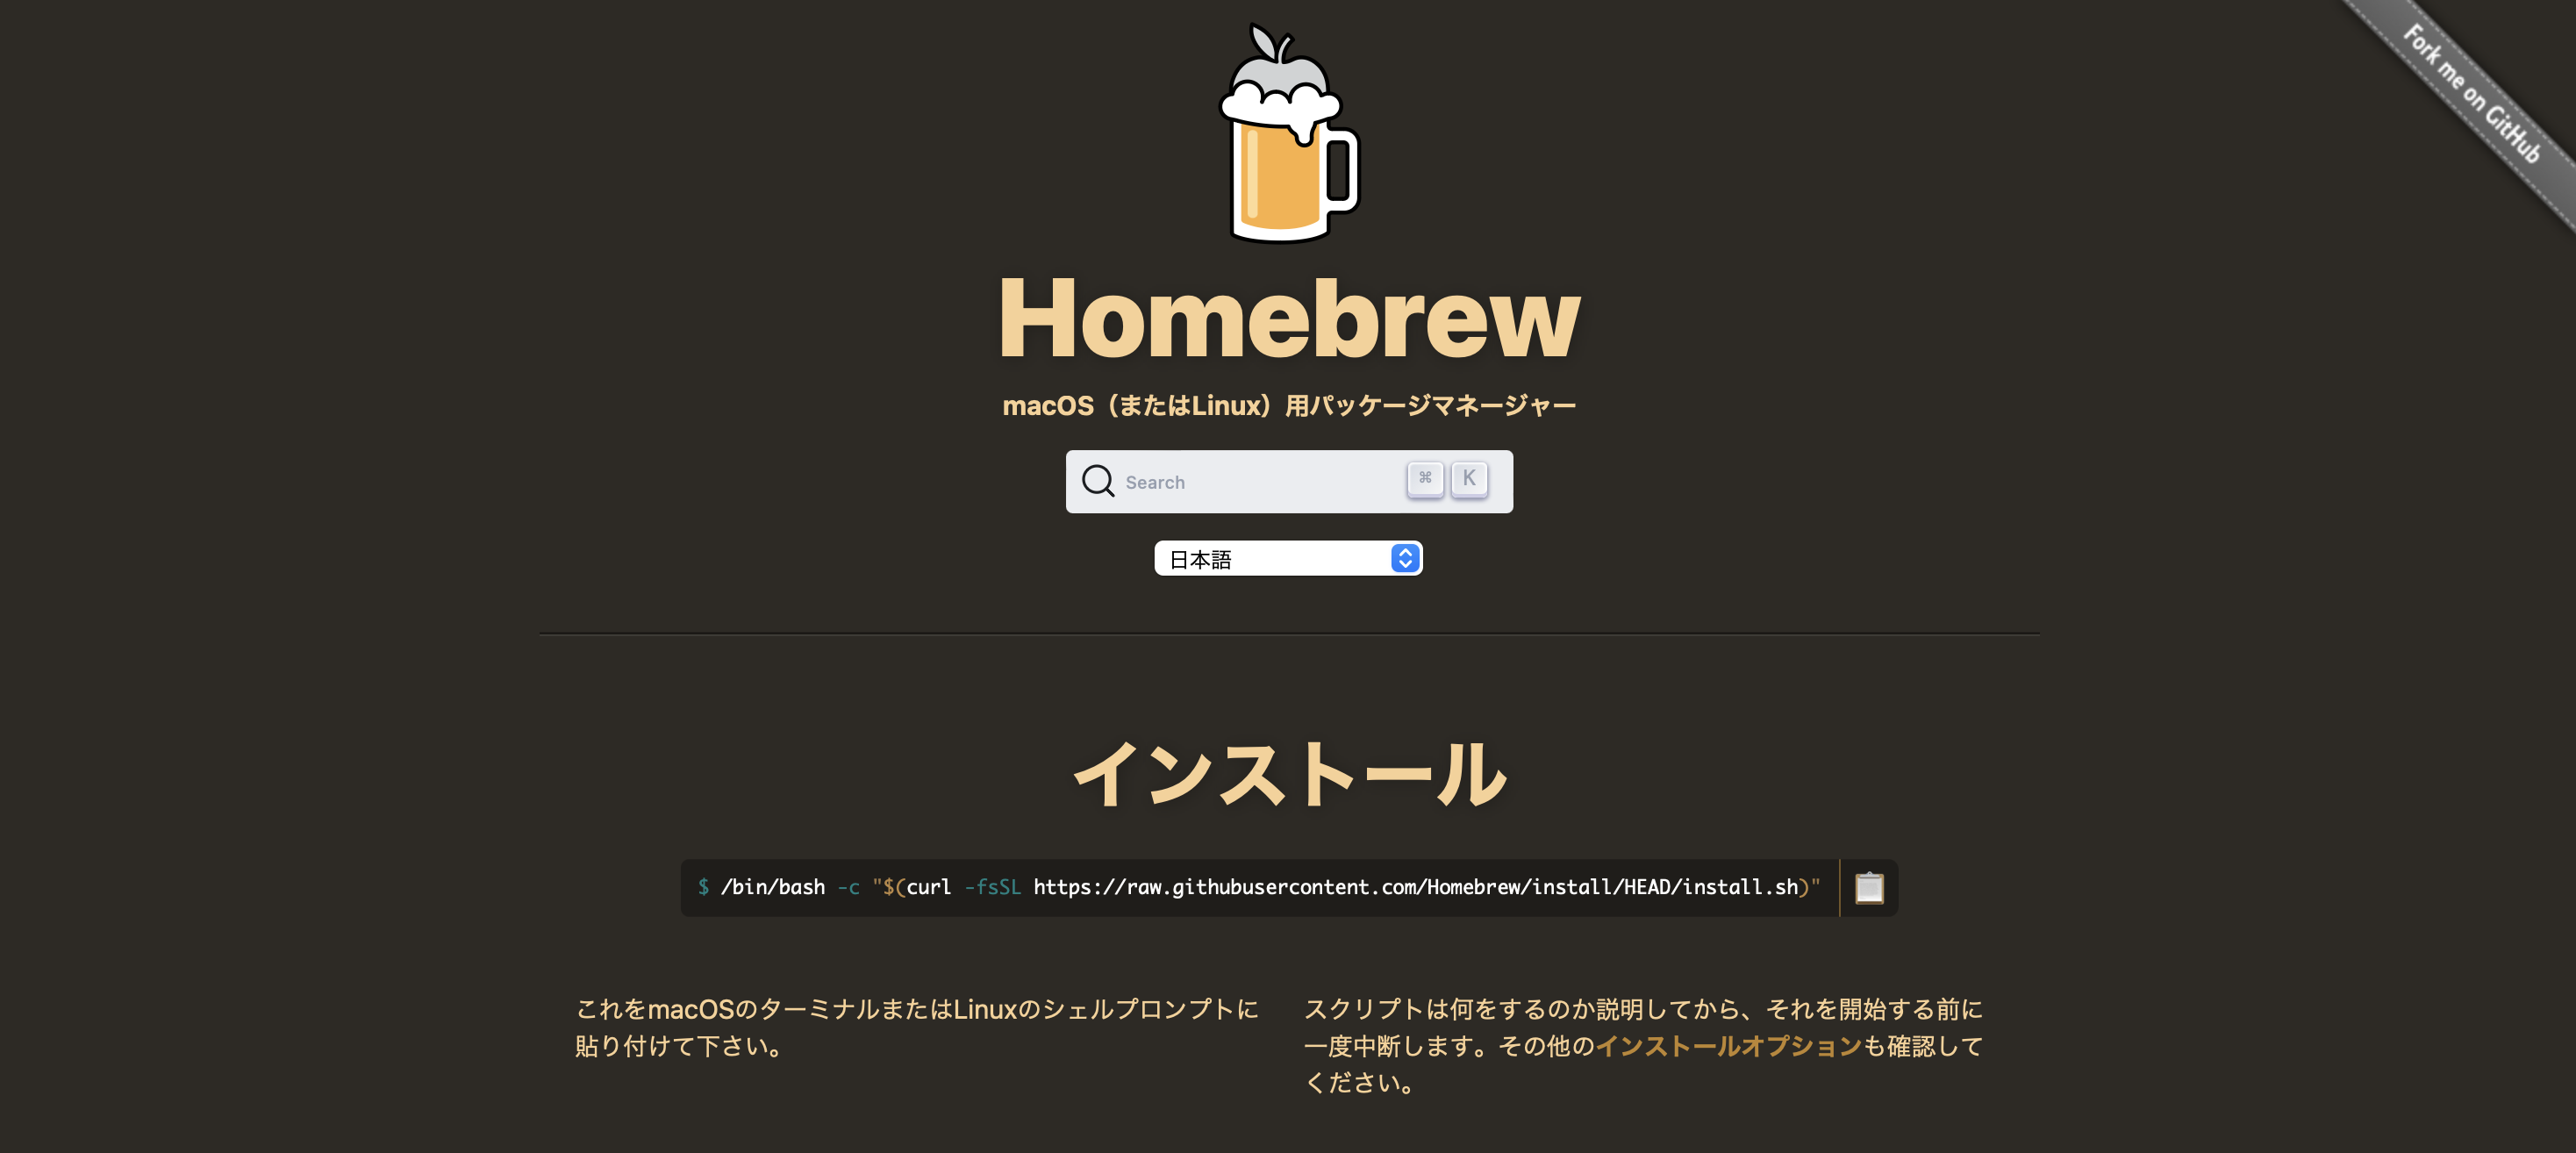 Fork me on GitHub
Homebrew
macOS（またはLinux）用パッケージマネージャー
Search ⌘ K
日本語
インストール
$ /bin/bash -c "$(curl -fsSL https://raw.githubusercontent.com/Homebrew/install/HEAD/install.sh)"
これをmacOSのターミナルまたはLinuxのシェルプロンプトに
貼り付けて下さい。
スクリプトは何をするのか説明してから、それを開始する前に
一度中断します。その他のインストールオプションも確認して
ください。